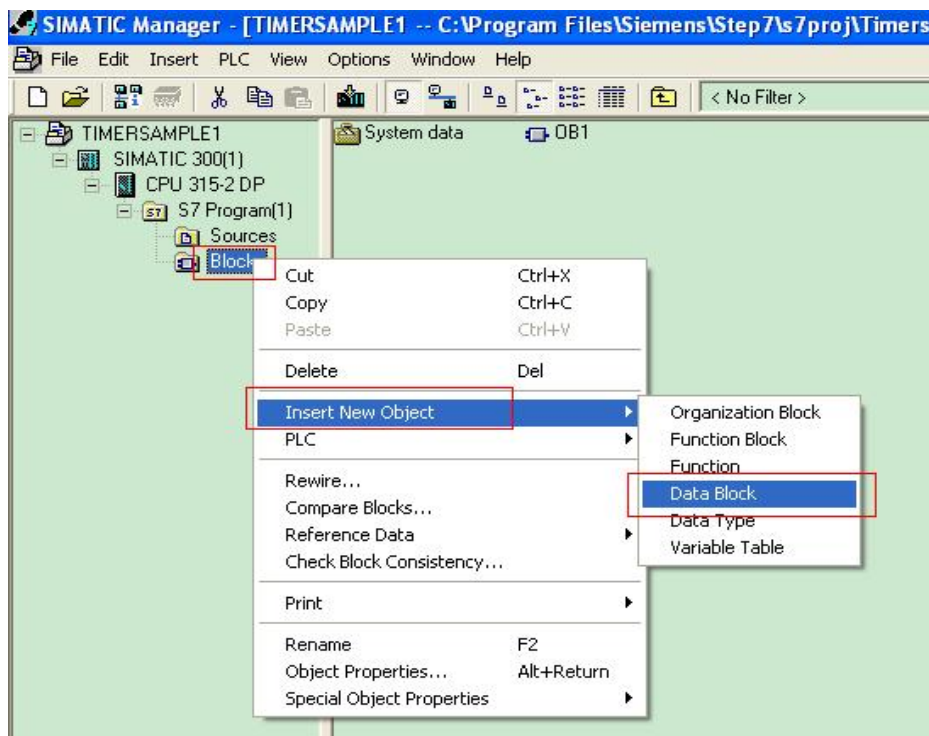 SIMATIC Manager - [TIMERSAMPLE1 -- C:\Program Files\Siemens\Step7\s7proj\Timers
File Edit Insert PLC View Options Window Help
< No Filter >
TIMERSAMPLE1
SIMATIC 300(1)
CPU 315-2 DP
S7 Program(1)
Sources
Block
System data OB1
Cut Ctrl+X
Copy Ctrl+C
Paste Ctrl+V
Delete Del
Insert New Object
PLC
Rewire...
Compare Blocks...
Reference Data
Check Block Consistency...
Print
Rename F2
Object Properties... Alt+Return
Special Object Properties
Organization Block
Function Block
Function
Data Block
Data Type
Variable Table